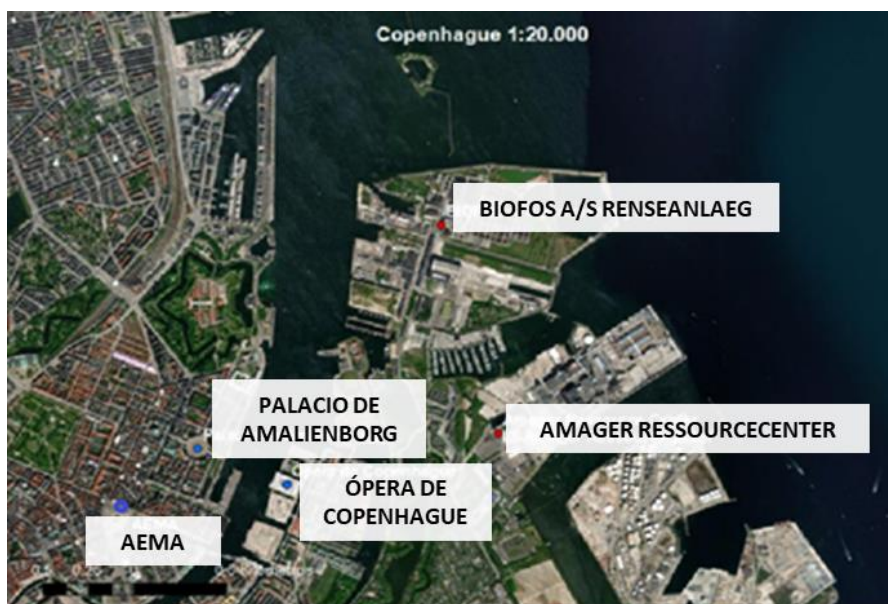 Copenhague 1:20.000
BIOFOS A/S RENSEANLAEG
PALACIO DE
AMALIENBORG
AMAGER RESSOURCECENTER
ÓPERA DE
COPENHAGUE
AEMA